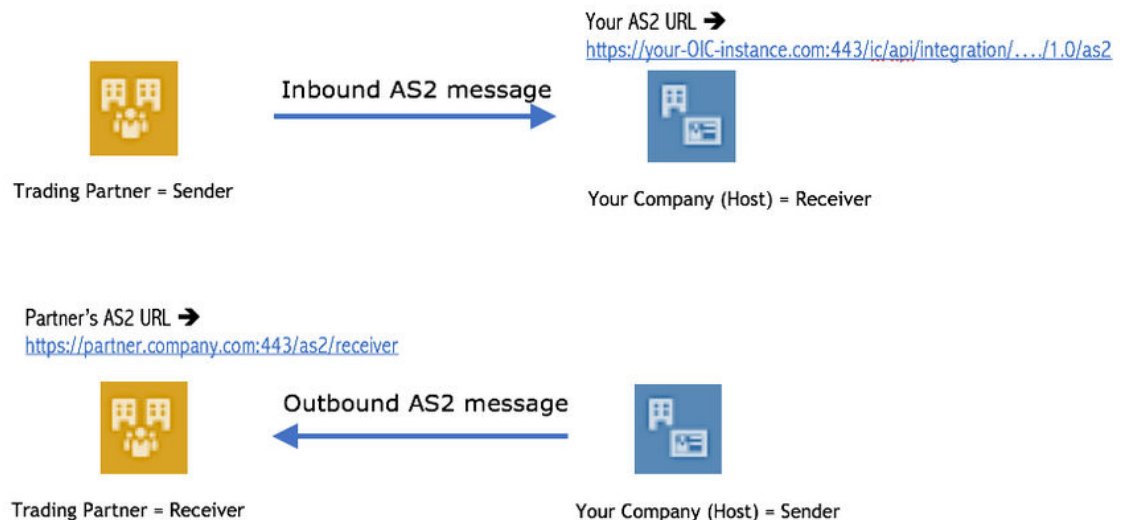 Your AS2 URL ➔
https://your-OIC-instance.com:443/ic/api/integration/..../1.0/as2
Inbound AS2 message
Trading Partner = Sender
Your Company (Host) = Receiver
Partner's AS2 URL ➔
https://partner.company.com:443/as2/receiver
Outbound AS2 message
Trading Partner = Receiver
Your Company (Host) = Sender